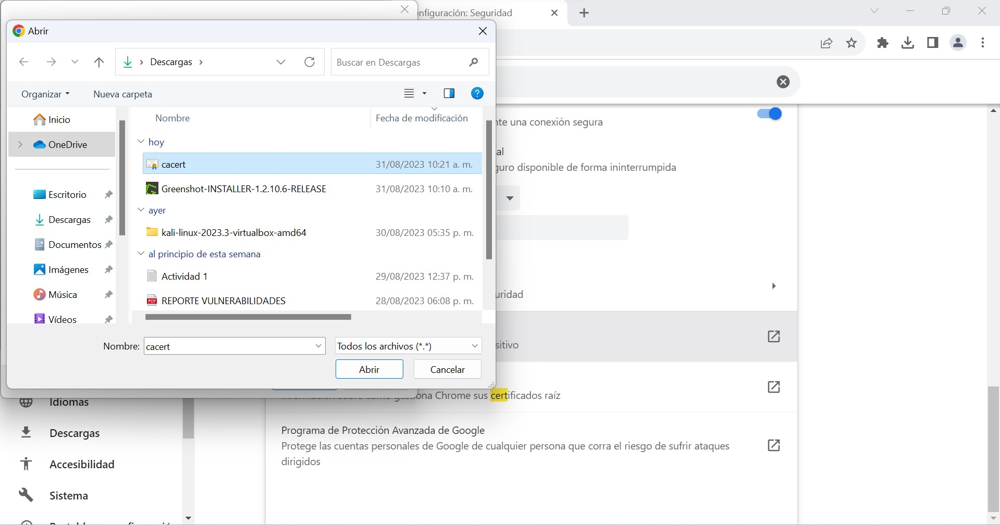 nfiguración: Seguridad
Abrir
Descargas
Buscar en Descargas
Organizar
Nueva carpeta
Inicio
OneDrive
Escritorio
Descargas
Documentos
Imágenes
Música
Vídeos
Nombre
Fecha de modificación
hoy
cacert 31/08/2023 10:21 a. m.
Greenshot-INSTALLER-1.2.10.6-RELEASE 31/08/2023 10:10 a. m.
ayer
kali-linux-2023.3-virtualbox-amd64 30/08/2023 05:35 p. m.
al principio de esta semana
Actividad 1 29/08/2023 12:37 p. m.
PDF REPORTE VULNERABILIDADES 28/08/2023 06:08 p. m.
Nombre: cacert
Todos los archivos (*.*)
Abrir
Cancelar
una conexión segura
al
guro disponible de forma ininterrumpida
uridad
sitivo
Chrome sus certificados raíz
Programa de Protección Avanzada de Google
Protege las cuentas personales de Google de cualquier persona que corra el riesgo de sufrir ataques
dirigidos
Idiomas
Descargas
Accesibilidad
Sistema